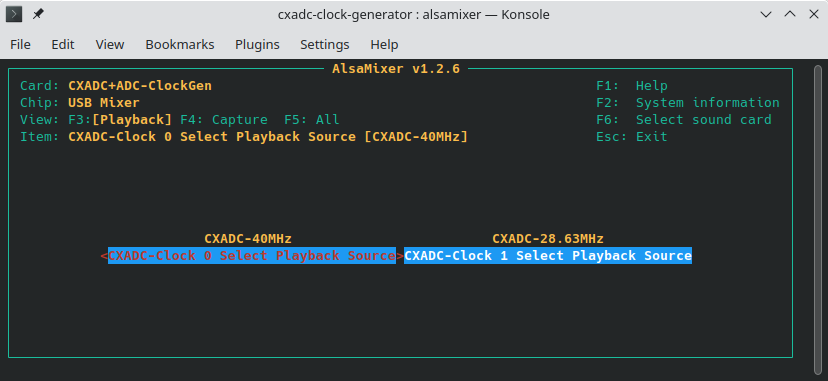 cxadc-clock-generator : alsamixer — Konsole
File Edit View Bookmarks Plugins Settings Help
AlsaMixer v1.2.6
Card: CXADC+ADC-ClockGen F1: Help
Chip: USB Mixer F2: System information
View: F3:[Playback] F4: Capture F5: All F6: Select sound card
Item: CXADC-Clock 0 Select Playback Source [CXADC-40MHz] Esc: Exit
CXADC-40MHz CXADC-28.63MHz
<CXADC-Clock 0 Select Playback Source>CXADC-Clock 1 Select Playback Source